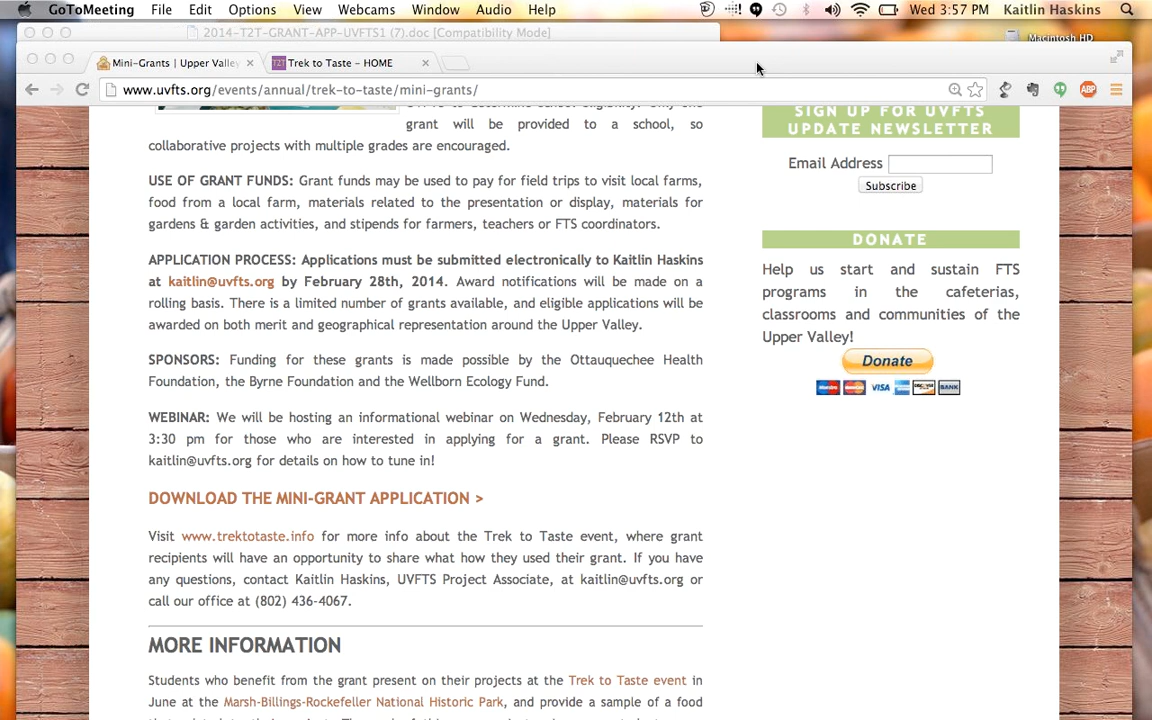 GoToMeeting File Edit Options View Talk Webcams Window Audio Help Wed 3:57 PM Kaitlin Haskins
2014-T2T-GRANT-APP-UVFTS1 (7).doc [Compatibility Mode]
Macintosh HD
Mini-Grants | Upper Valley
Trek to Taste – HOME
www.uvfts.org/events/annual/trek-to-taste/mini-grants/
ABP
grant will be provided to a school, so
collaborative projects with multiple grades are encouraged.
USE OF GRANT FUNDS: Grant funds may be used to pay for field trips to visit local farms,
food from a local farm, materials related to the presentation or display, materials for
gardens & garden activities, and stipends for farmers, teachers or FTS coordinators.
APPLICATION PROCESS: Applications must be submitted electronically to Kaitlin Haskins
at kaitlin@uvfts.org by February 28th, 2014. Award notifications will be made on a
rolling basis. There is a limited number of grants available, and eligible applications will be
awarded on both merit and geographical representation around the Upper Valley.
SPONSORS: Funding for these grants is made possible by the Ottauquechee Health
Foundation, the Byrne Foundation and the Wellborn Ecology Fund.
WEBINAR: We will be hosting an informational webinar on Wednesday, February 12th at
3:30 pm for those who are interested in applying for a grant. Please RSVP to
kaitlin@uvfts.org for details on how to tune in!
DOWNLOAD THE MINI-GRANT APPLICATION >
Visit www.trektotaste.info for more info about the Trek to Taste event, where grant
recipients will have an opportunity to share what how they used their grant. If you have
any questions, contact Kaitlin Haskins, UVFTS Project Associate, at kaitlin@uvfts.org or
call our office at (802) 436-4067.
MORE INFORMATION
Students who benefit from the grant present on their projects at the Trek to Taste event in
June at the Marsh-Billings-Rockefeller National Historic Park, and provide a sample of a food
SIGN UP FOR UVFTS
UPDATE NEWSLETTER
Email Address
Subscribe
DONATE
Help us start and sustain FTS
programs in the cafeterias,
classrooms and communities of the
Upper Valley!
Donate
VISA
BANK